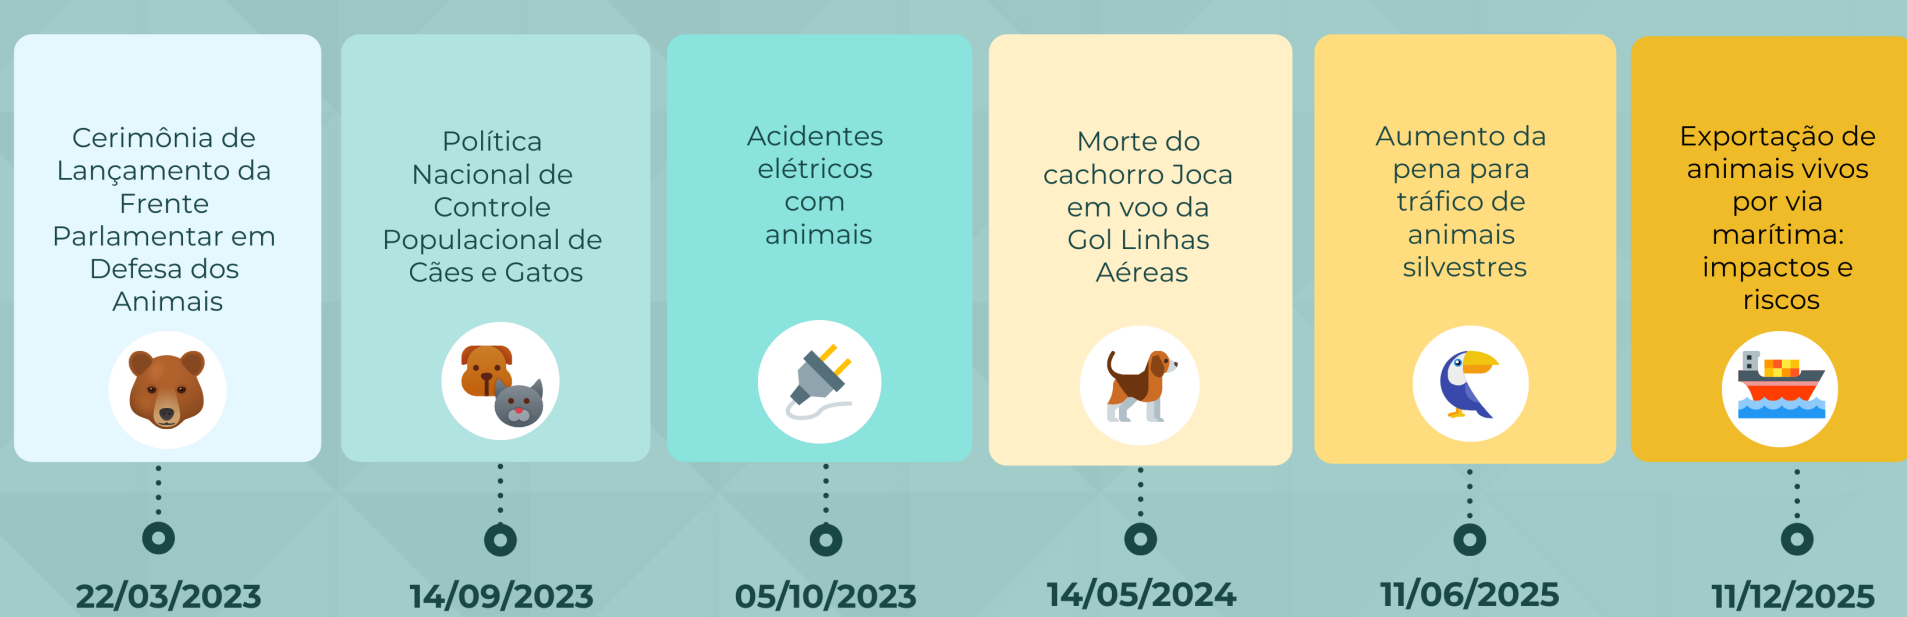 Cerimônia de
Lançamento da
Frente
Parlamentar em
Defesa dos
Animais
22/03/2023
Política
Nacional de
Controle
Populacional de
Cães e Gatos
14/09/2023
Acidentes
elétricos
com
animais
05/10/2023
Morte do
cachorro Joca
em voo da
Gol Linhas
Aéreas
14/05/2024
Aumento da
pena para
tráfico de
animais
silvestres
11/06/2025
Exportação de
animais vivos
por via
marítima:
impactos e
riscos
11/12/2025